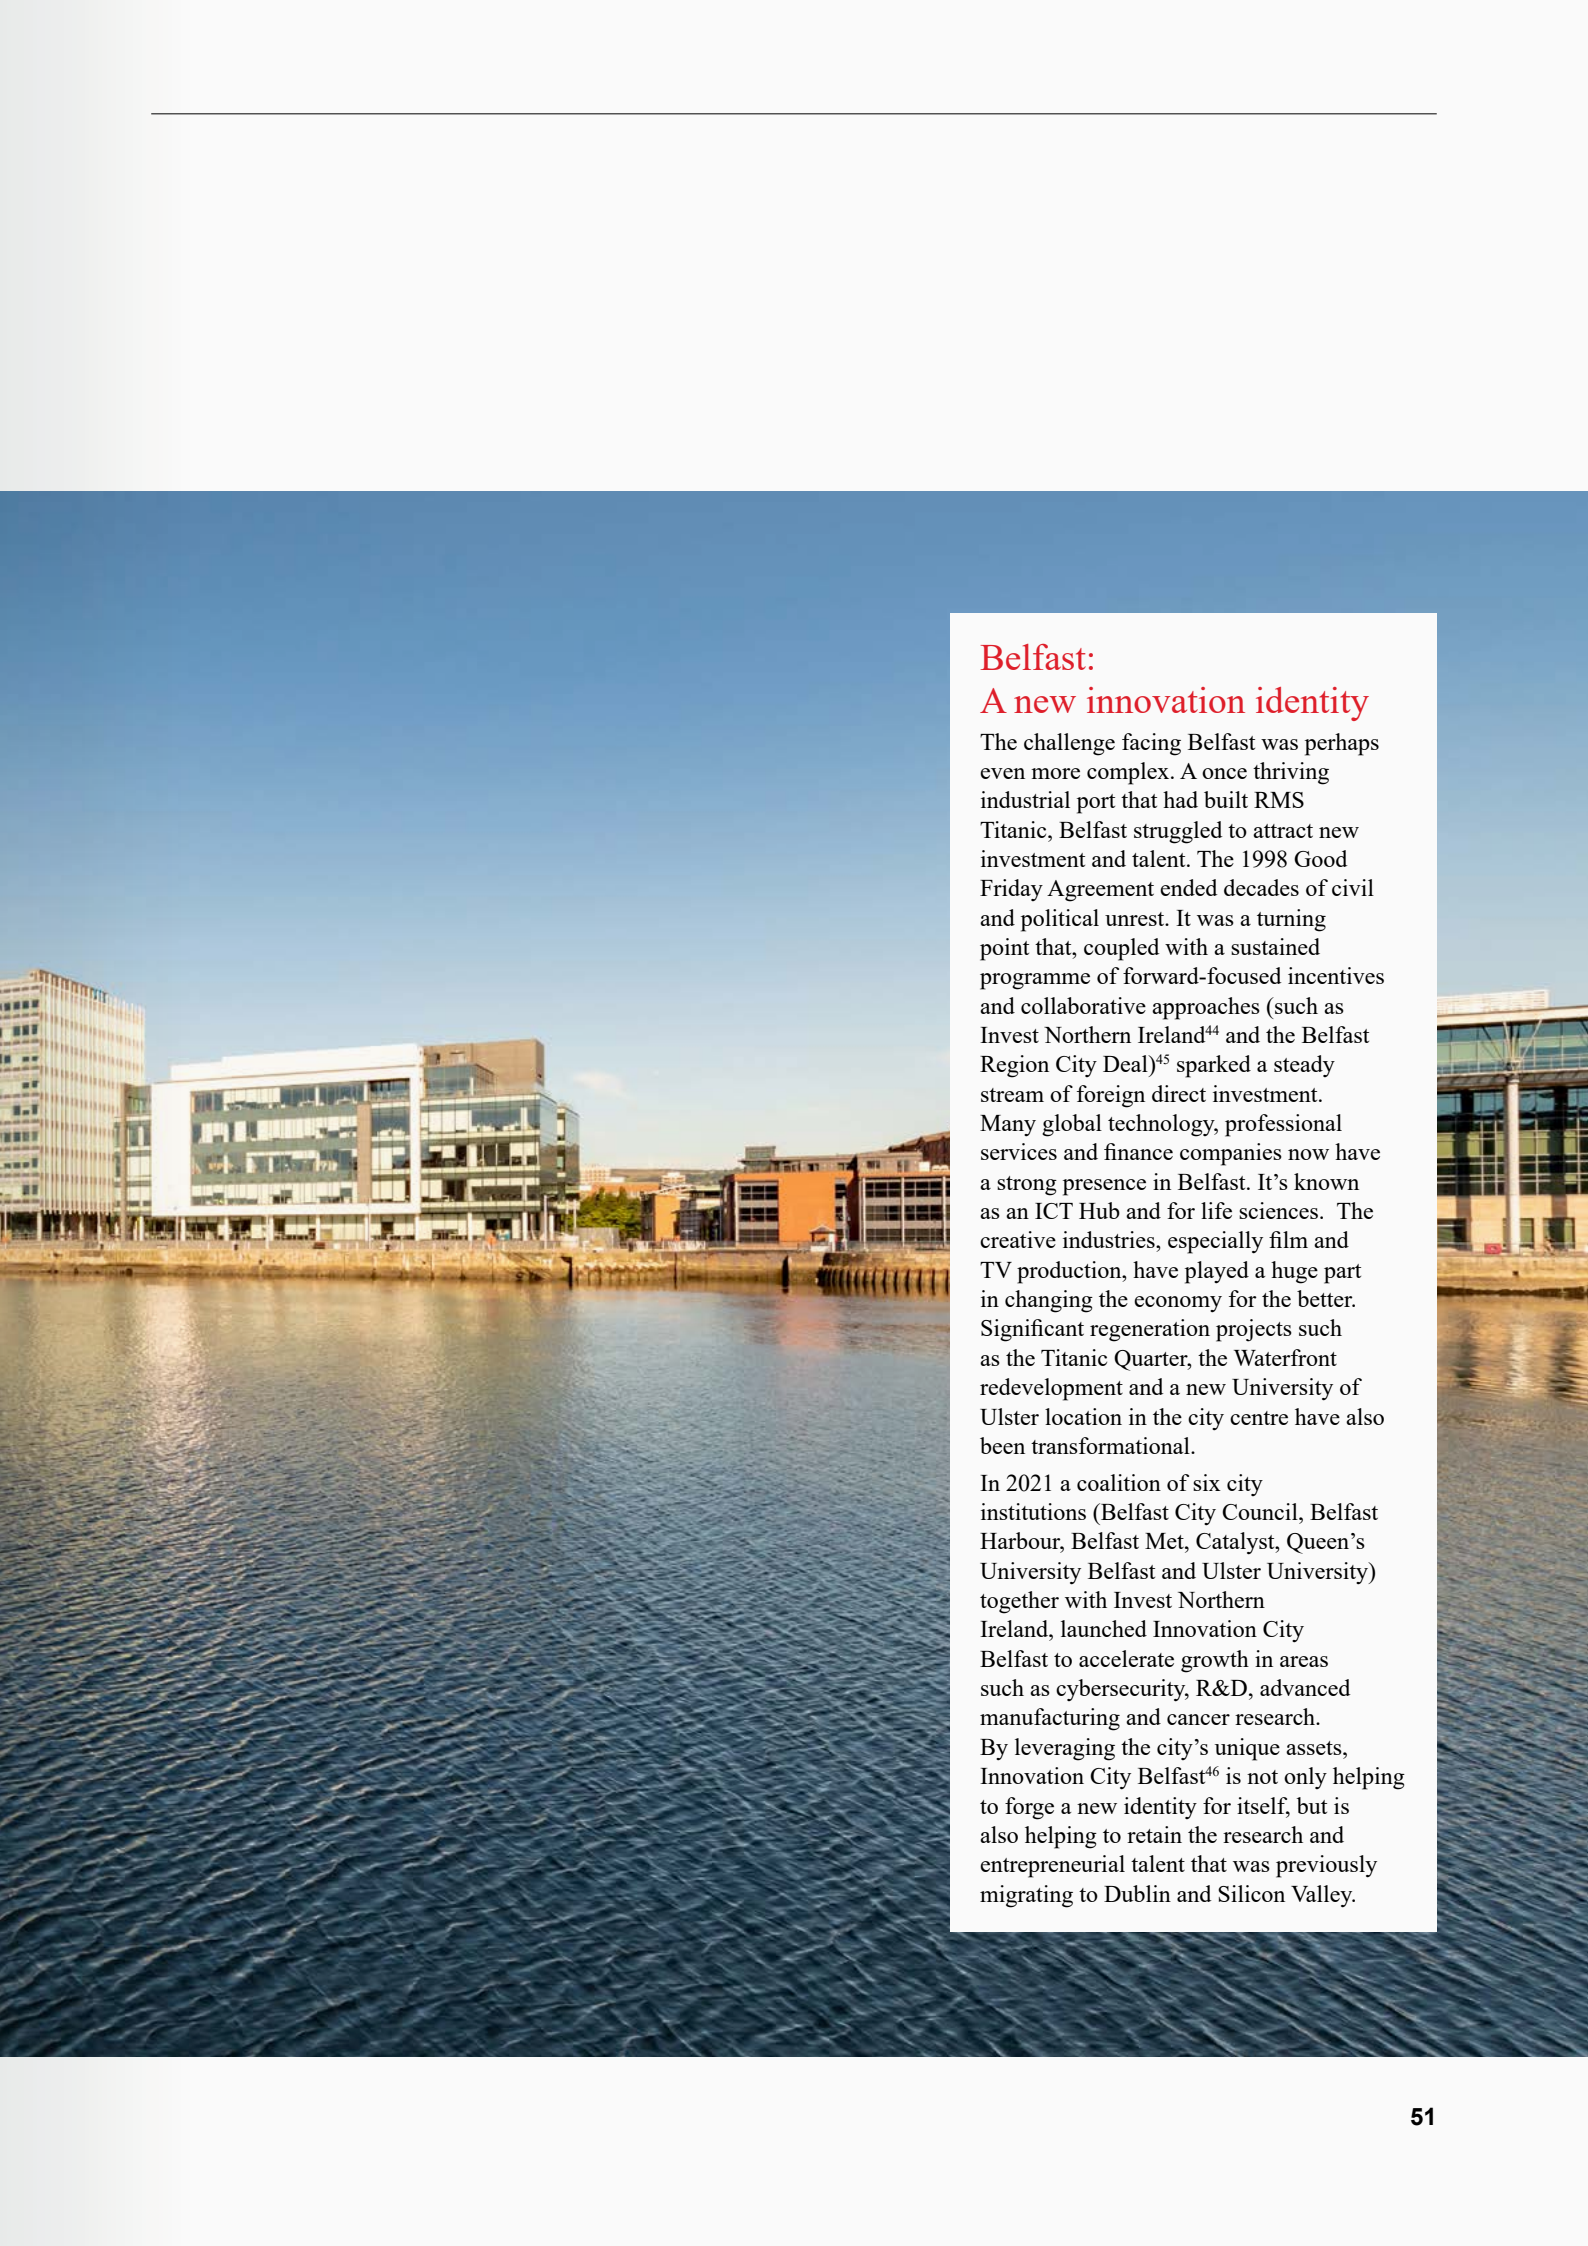 Belfast:
A new innovation identity
The challenge facing Belfast was perhaps
even more complex. A once thriving
industrial port that had built RMS
Titanic, Belfast struggled to attract new
investment and talent. The 1998 Good
Friday Agreement ended decades of civil
and political unrest. It was a turning
point that, coupled with a sustained
programme of forward-focused incentives
and collaborative approaches (such as
Invest Northern Ireland⁴⁴ and the Belfast
Region City Deal)⁴⁵ sparked a steady
stream of foreign direct investment.
Many global technology, professional
services and finance companies now have
a strong presence in Belfast. It’s known
as an ICT Hub and for life sciences.  The
creative industries, especially film and
TV production, have played a huge part
in changing the economy for the better.
Significant regeneration projects such
as the Titanic Quarter, the Waterfront
redevelopment and a new University of
Ulster location in the city centre have also
been transformational.
In 2021 a coalition of six city
institutions (Belfast City Council, Belfast
Harbour, Belfast Met, Catalyst, Queen’s
University Belfast and Ulster University)
together with Invest Northern
Ireland, launched Innovation City
Belfast to accelerate growth in areas
such as cybersecurity, R&D, advanced
manufacturing and cancer research.
By leveraging the city’s unique assets,
Innovation City Belfast⁴⁶ is not only helping
to forge a new identity for itself, but is
also helping to retain the research and
entrepreneurial talent that was previously
migrating to Dublin and Silicon Valley.
51